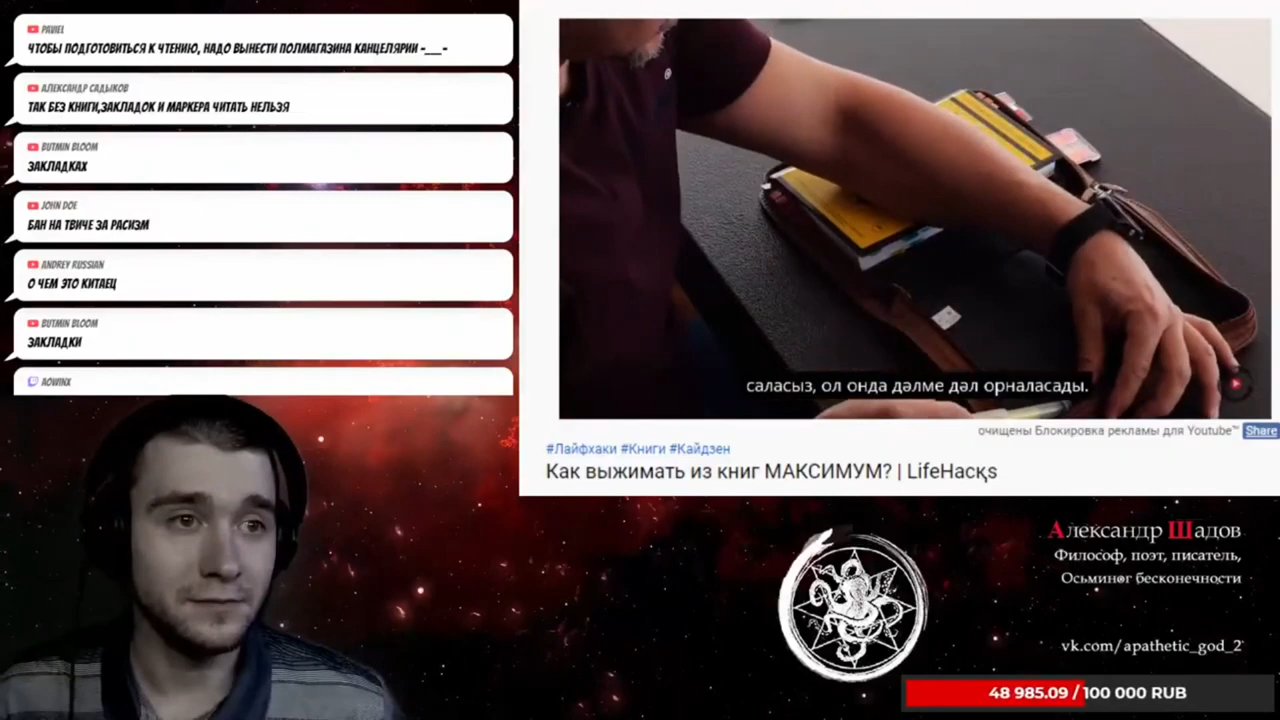 PAWEL
ЧТОБЫ ПОДГОТОВИТЬСЯ К ЧТЕНИЮ, НАДО ВЫНЕСТИ ПОЛМАГАЗИНА КАНЦЕЛЯРИИ -___-
АЛЕКСАНДР САДЫКОВ
ТАК БЕЗ КНИГИ,ЗАКЛАДОК И МАРКЕРА ЧИТАТЬ НЕЛЬЗЯ
BUTMIN BLOOM
ЗАКЛАДКАХ
JOHN DOE
БАН НА ТВИЧЕ ЗА РАСИЗМ
ANDREY RUSSIAN
О ЧЕМ ЭТО КИТАЕЦ
BUTMIN BLOOM
ЗАКЛАДКИ
AOWINX
саласыз, ол онда дәлме дәл орналасады.
очищены Блокировка рекламы для Youtube™ Share
#Лайфхаки #Книги #Кайдзен
Как выжимать из книг МАКСИМУМ? | LifeHacқs
Александр Шадов
Философ, поэт, писатель,
Осьминог бесконечности
vk.com/apathetic_god_2
48 985.09 / 100 000 RUB